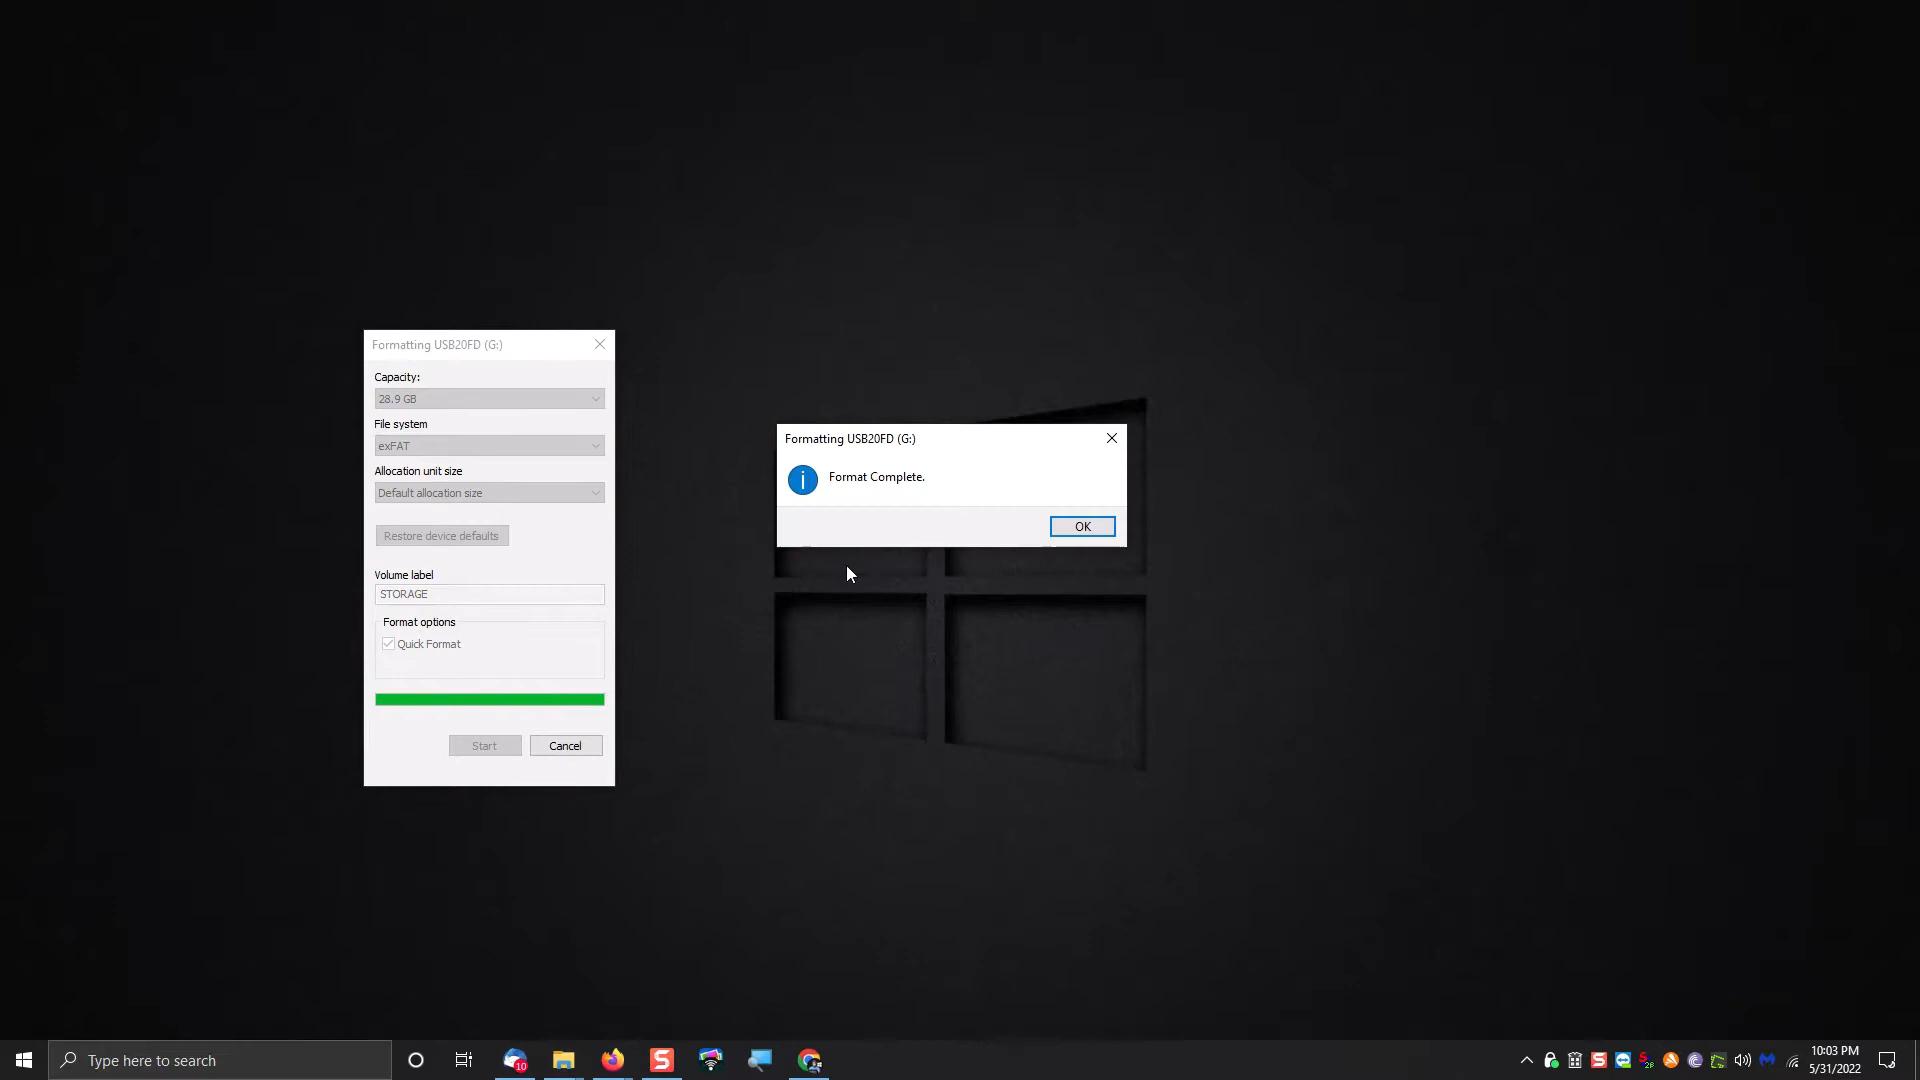 Formatting USB20FD (G:)
Capacity:
28.9 GB
File system
exFAT
Allocation unit size
Default allocation size
Restore device defaults
Volume label
STORAGE
Format options
Quick Format
Start
Cancel
Formatting USB20FD (G:)
Format Complete.
OK
Type here to search
10
S
S
10:03 PM
5/31/2022